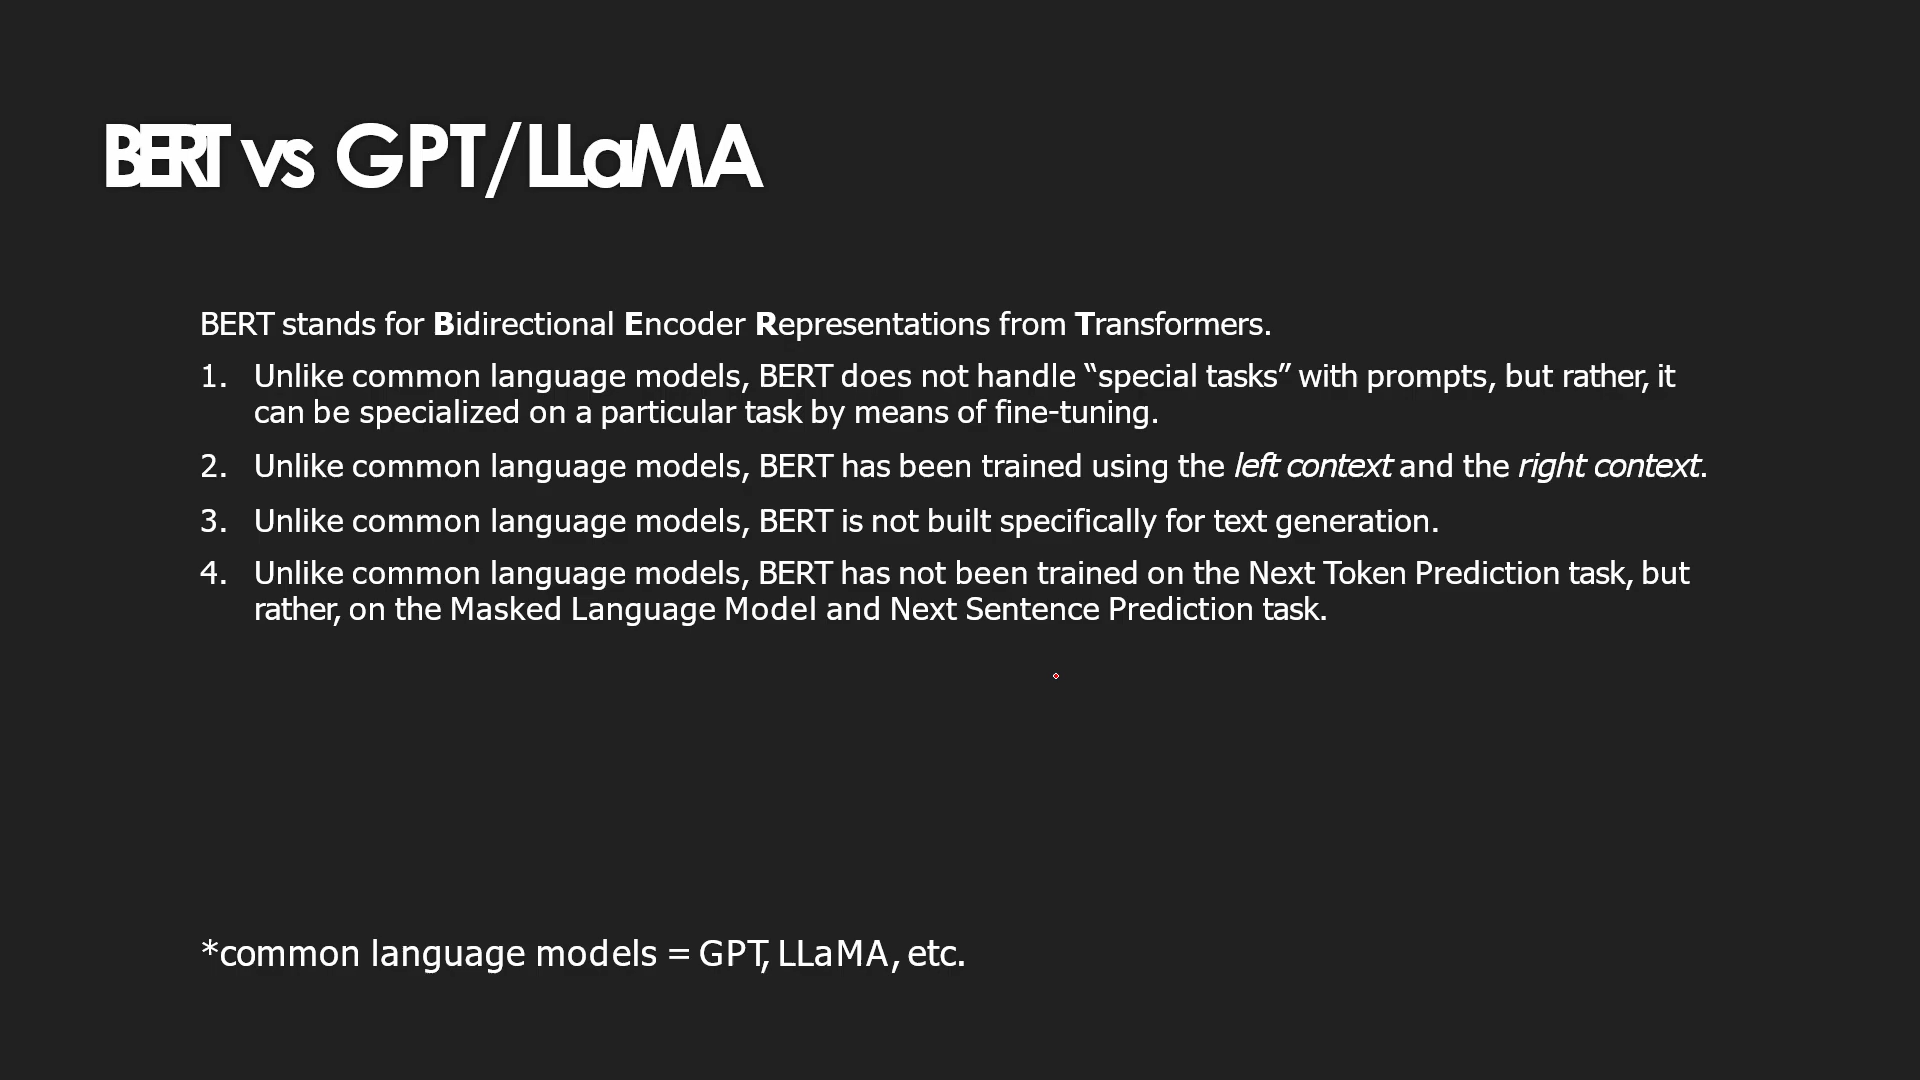 BERT vs GPT/LLaMA
BERT stands for Bidirectional Encoder Representations from Transformers.
1. Unlike common language models, BERT does not handle “special tasks” with prompts, but rather, it
can be specialized on a particular task by means of fine-tuning.
2. Unlike common language models, BERT has been trained using the left context and the right context.
3. Unlike common language models, BERT is not built specifically for text generation.
4. Unlike common language models, BERT has not been trained on the Next Token Prediction task, but
rather, on the Masked Language Model and Next Sentence Prediction task.
*common language models = GPT, LLaMA, etc.